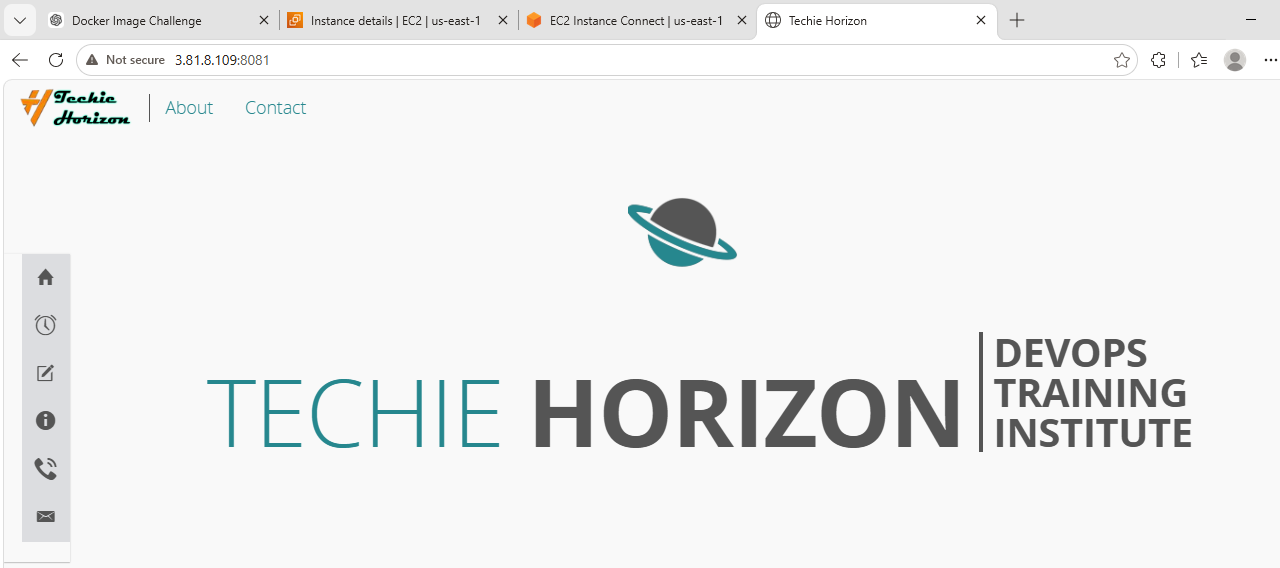 Docker Image Challenge
Instance details | EC2 | us-east-1
EC2 Instance Connect | us-east-1
Techie Horizon
Not secure
3.81.8.109:8081
Techie
Horizon
About
Contact
TECHIE HORIZON
DEVOPS
TRAINING
INSTITUTE